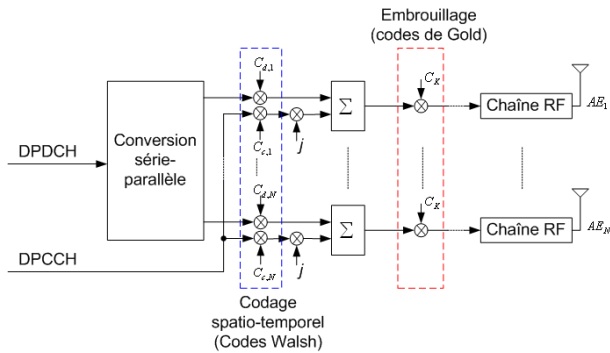 Embrouillage
(codes de Gold)
C_{d,1}
C_K
Σ
Chaîne RF
AE_1
Conversion
série-
parallèle
C_{c,1}
j
DPDCH
C_{d,N}
C_K
Σ
Chaîne RF
AE_N
DPCCH
C_{c,N}
j
Codage
spatio-temporel
(Codes Walsh)